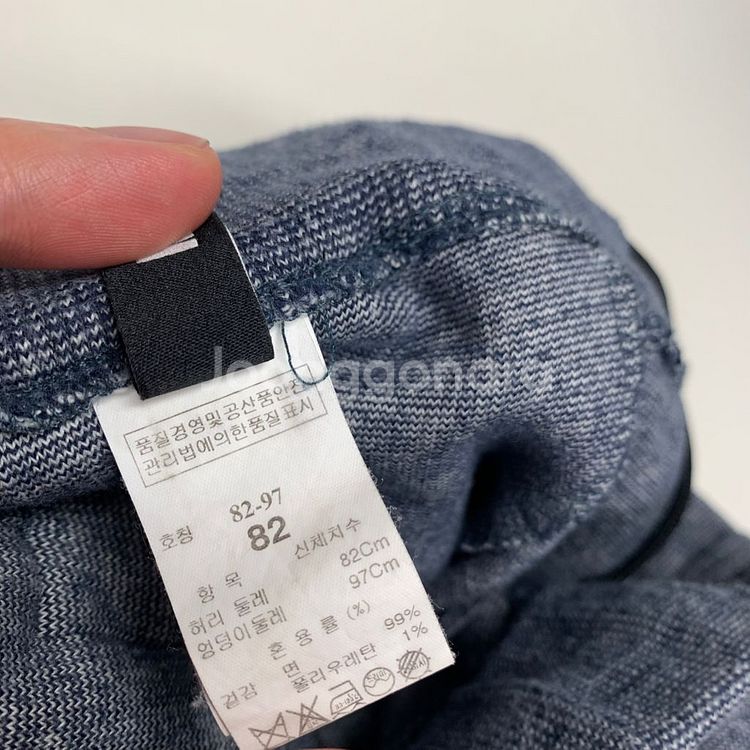 품질경영및공산품안전
관리법에의한품질표시
82-97
호칭 82
항 목 신체치수
허리 둘레 82Cm
엉덩이둘레 97Cm
혼 용 률 (%)
겉감 면 99%
폴리우레탄 1%